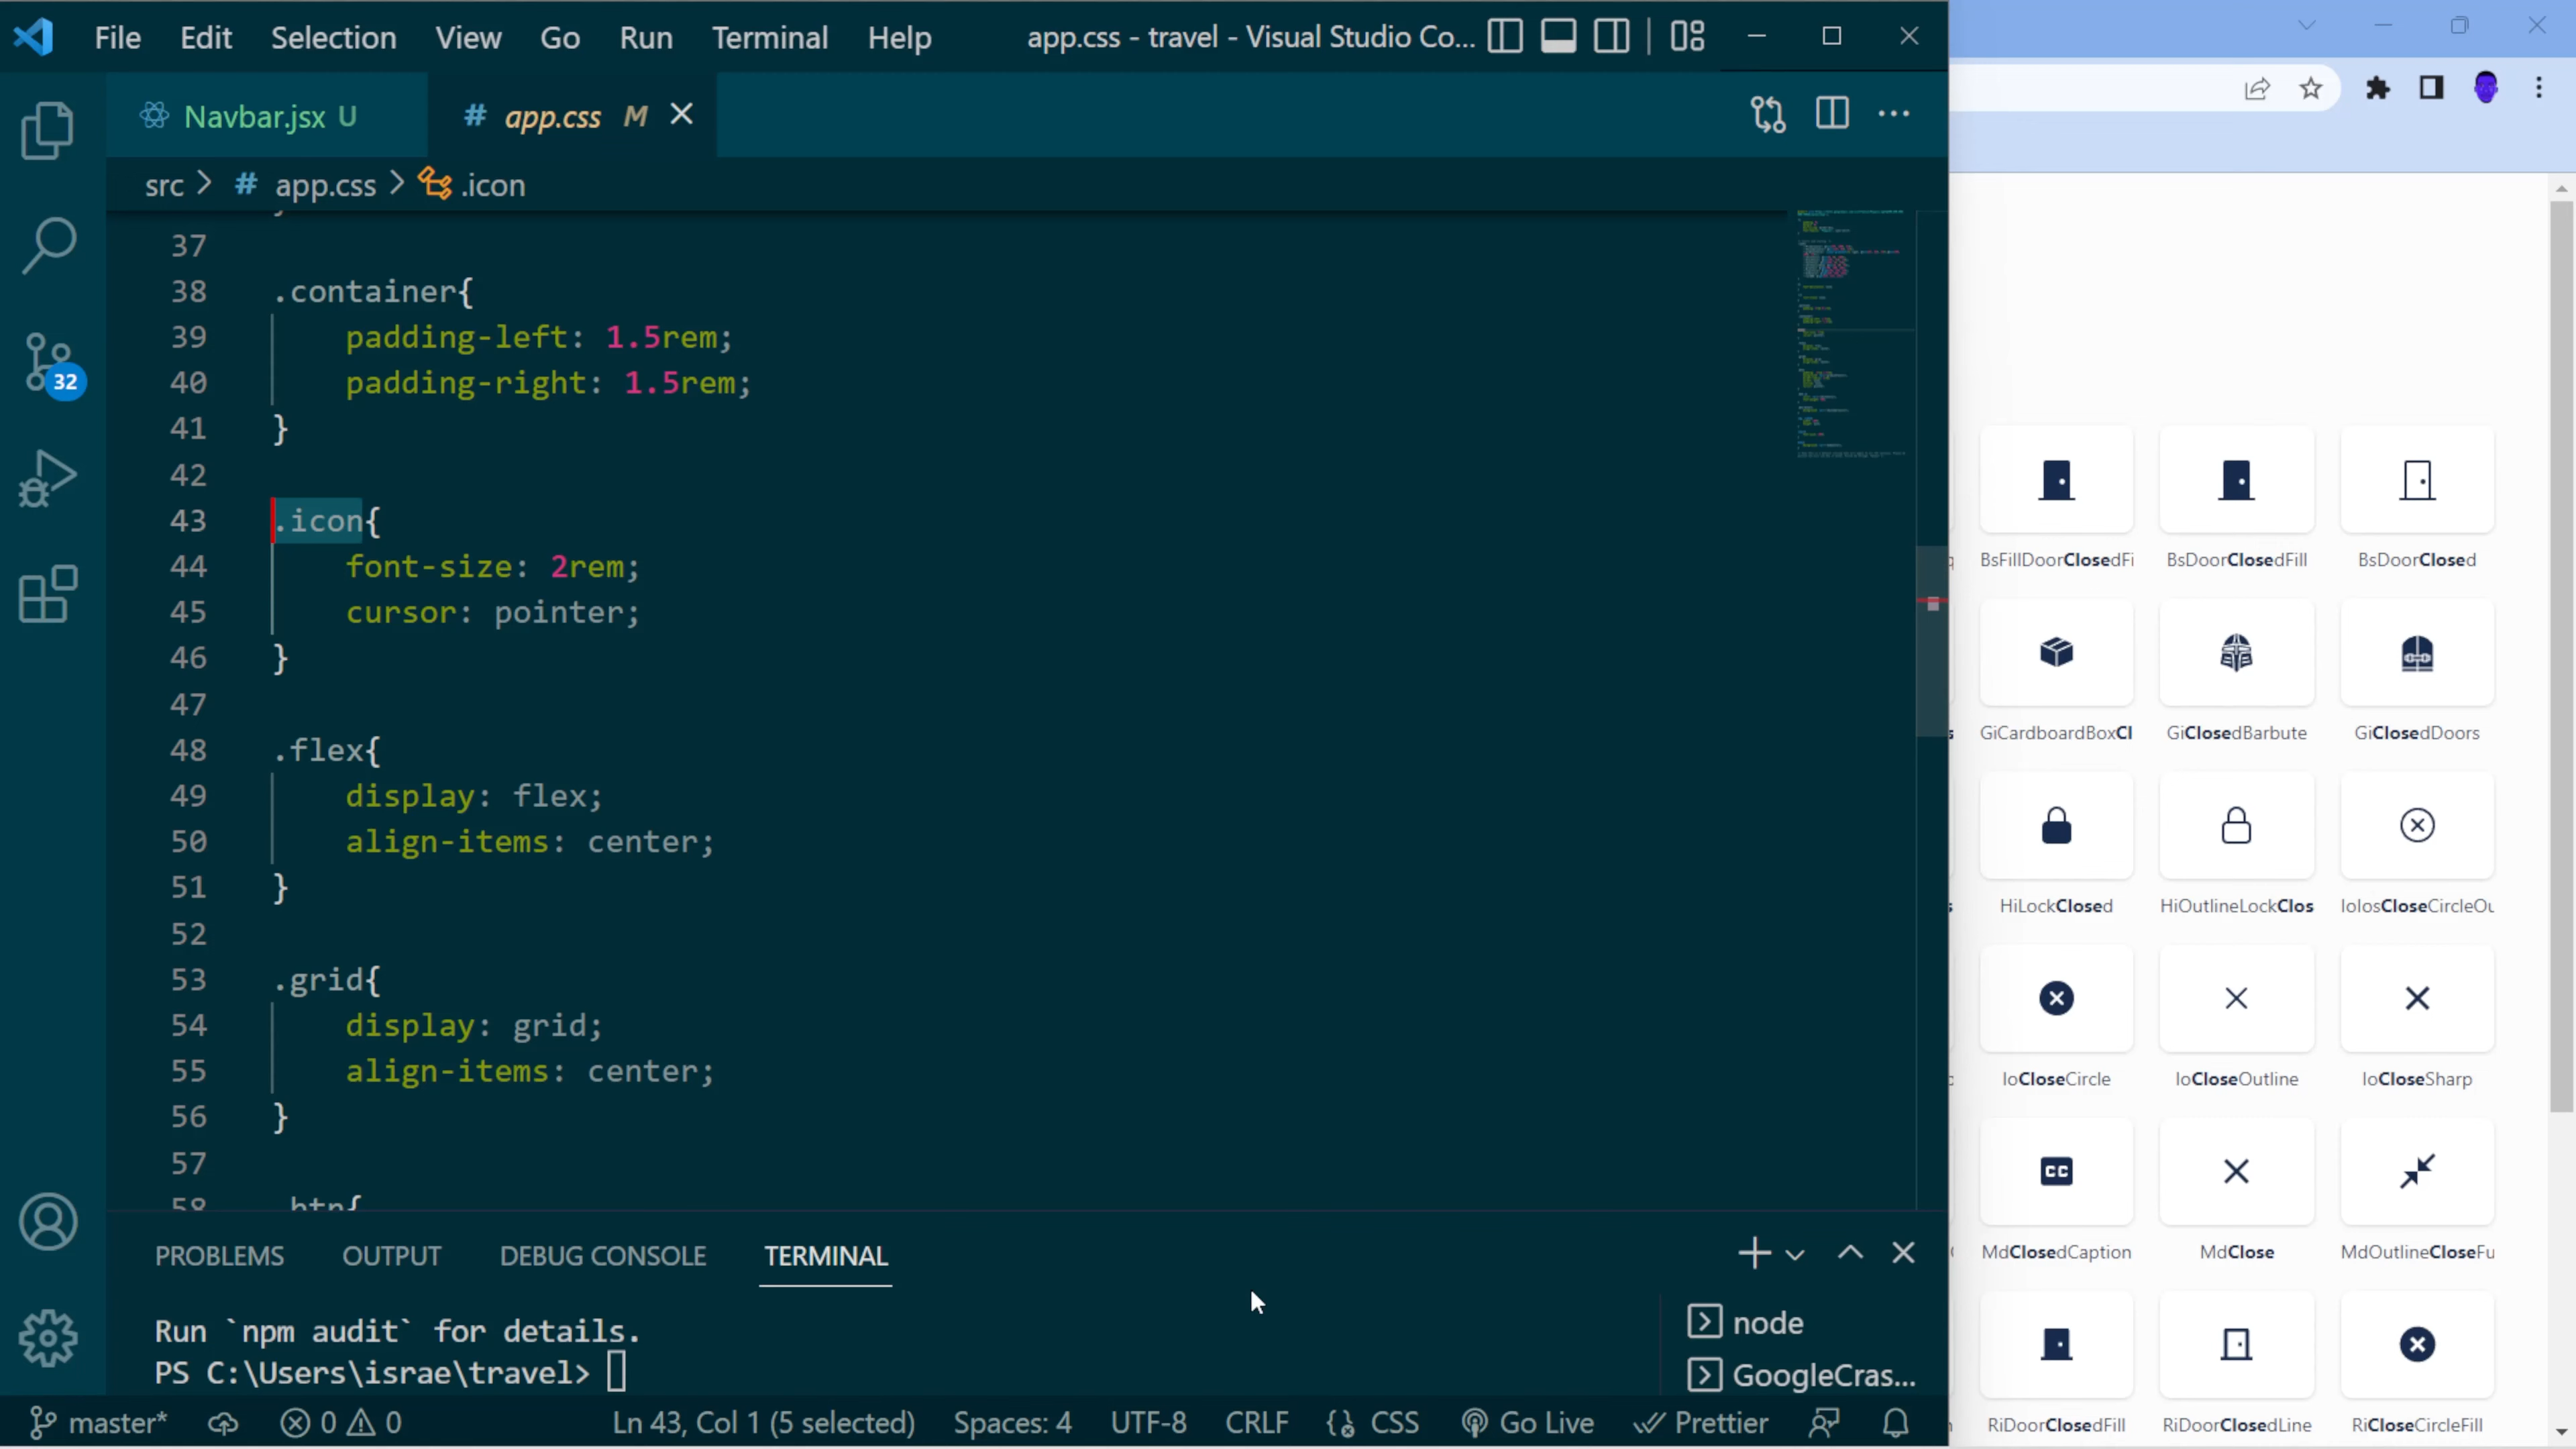 File Edit Selection View Go Run Terminal Help app.css - travel - Visual Studio Co...
Navbar.jsx U # app.css M
src > # app.css > .icon
37
38 .container{
39 padding-left: 1.5rem;
40 padding-right: 1.5rem;
41 }
42
43 .icon{
44 font-size: 2rem;
45 cursor: pointer;
46 }
47
48 .flex{
49 display: flex;
50 align-items: center;
51 }
52
53 .grid{
54 display: grid;
55 align-items: center;
56 }
57
58 .btn{
32
PROBLEMS OUTPUT DEBUG CONSOLE TERMINAL
Run `npm audit` for details.
PS C:\Users\israe\travel>
node
GoogleCras...
master* 0 0 Ln 43, Col 1 (5 selected) Spaces: 4 UTF-8 CRLF CSS Go Live Prettier
BsFillDoorClosedFi BsDoorClosedFill BsDoorClosed
GiCardboardBoxCl GiClosedBarbute GiClosedDoors
HiLockClosed HiOutlineLockClos IoIosCloseCircleOu
IoCloseCircle IoCloseOutline IoCloseSharp
CC
MdClosedCaption MdClose MdOutlineCloseFu
RiDoorClosedFill RiDoorClosedLine RiCloseCircleFill